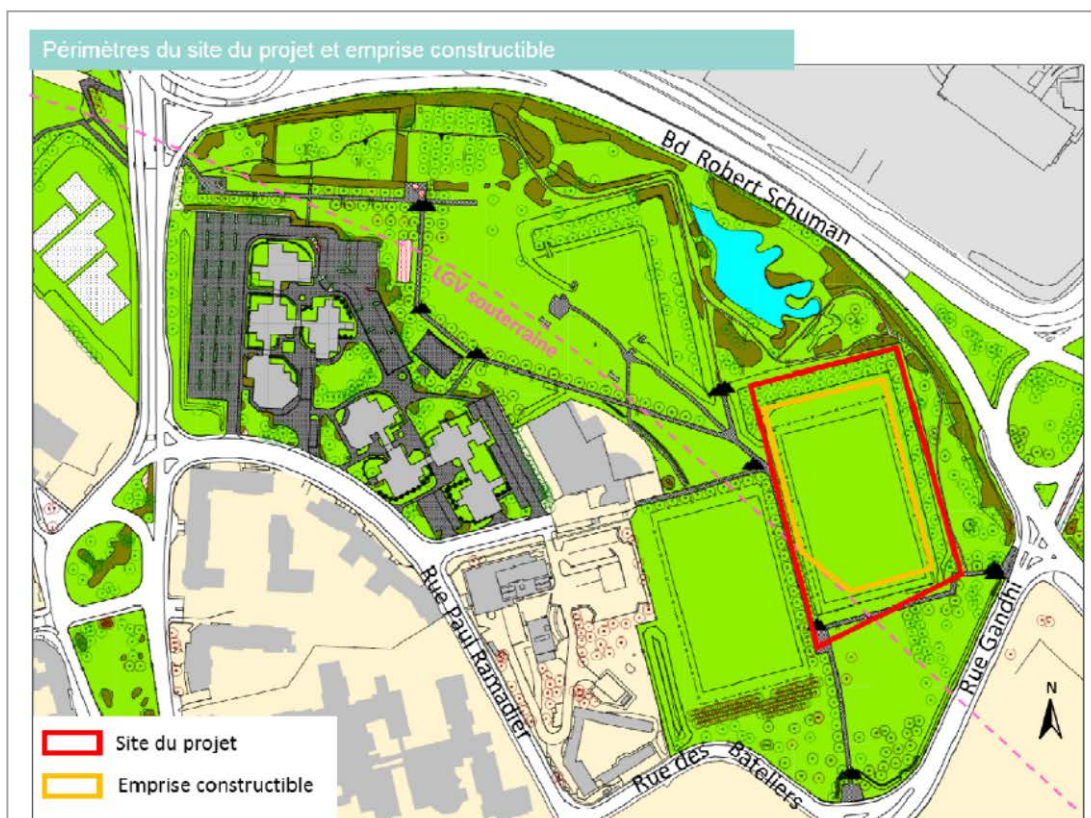 Périmètres du site du projet et emprise constructible
Bd Robert Schuman
LGV souterraine
Rue Paul Ramadier
Rue Gandhi
Rue des Bateliers
N
Site du projet
Emprise constructible